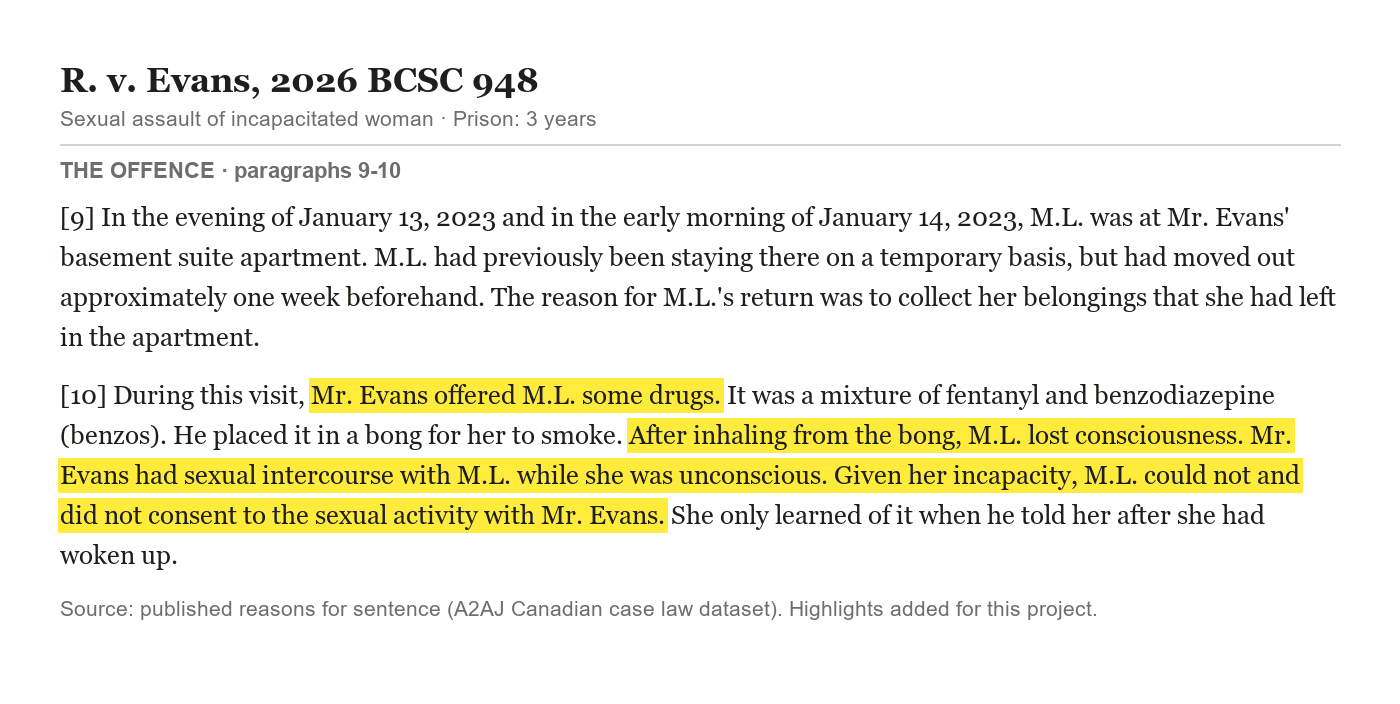 R. v. Evans, 2026 BCSC 948
Sexual assault of incapacitated woman · Prison: 3 years
THE OFFENCE · paragraphs 9-10
[9] In the evening of January 13, 2023 and in the early morning of January 14, 2023, M.L. was at Mr. Evans'
basement suite apartment. M.L. had previously been staying there on a temporary basis, but had moved out
approximately one week beforehand. The reason for M.L.'s return was to collect her belongings that she had left
in the apartment.
[10] During this visit, Mr. Evans offered M.L. some drugs. It was a mixture of fentanyl and benzodiazepine
(benzos). He placed it in a bong for her to smoke. After inhaling from the bong, M.L. lost consciousness. Mr.
Evans had sexual intercourse with M.L. while she was unconscious. Given her incapacity, M.L. could not and
did not consent to the sexual activity with Mr. Evans. She only learned of it when he told her after she had
woken up.
Source: published reasons for sentence (A2AJ Canadian case law dataset). Highlights added for this project.